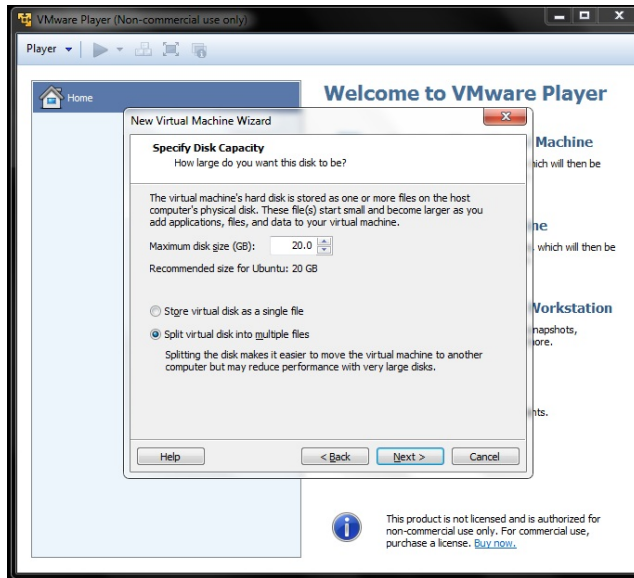 VMware Player (Non-commercial use only)
Player
Home
Welcome to VMware Player
Machine
which will then be
ne
, which will then be
Workstation
napshots,
ore.
nts.
New Virtual Machine Wizard
Specify Disk Capacity
How large do you want this disk to be?
The virtual machine's hard disk is stored as one or more files on the host
computer's physical disk. These file(s) start small and become larger as you
add applications, files, and data to your virtual machine.
Maximum disk size (GB): 20.0
Recommended size for Ubuntu: 20 GB
Store virtual disk as a single file
Split virtual disk into multiple files
Splitting the disk makes it easier to move the virtual machine to another
computer but may reduce performance with very large disks.
Help < Back Next > Cancel
This product is not licensed and is authorized for
non-commercial use only. For commercial use,
purchase a license. Buy now.